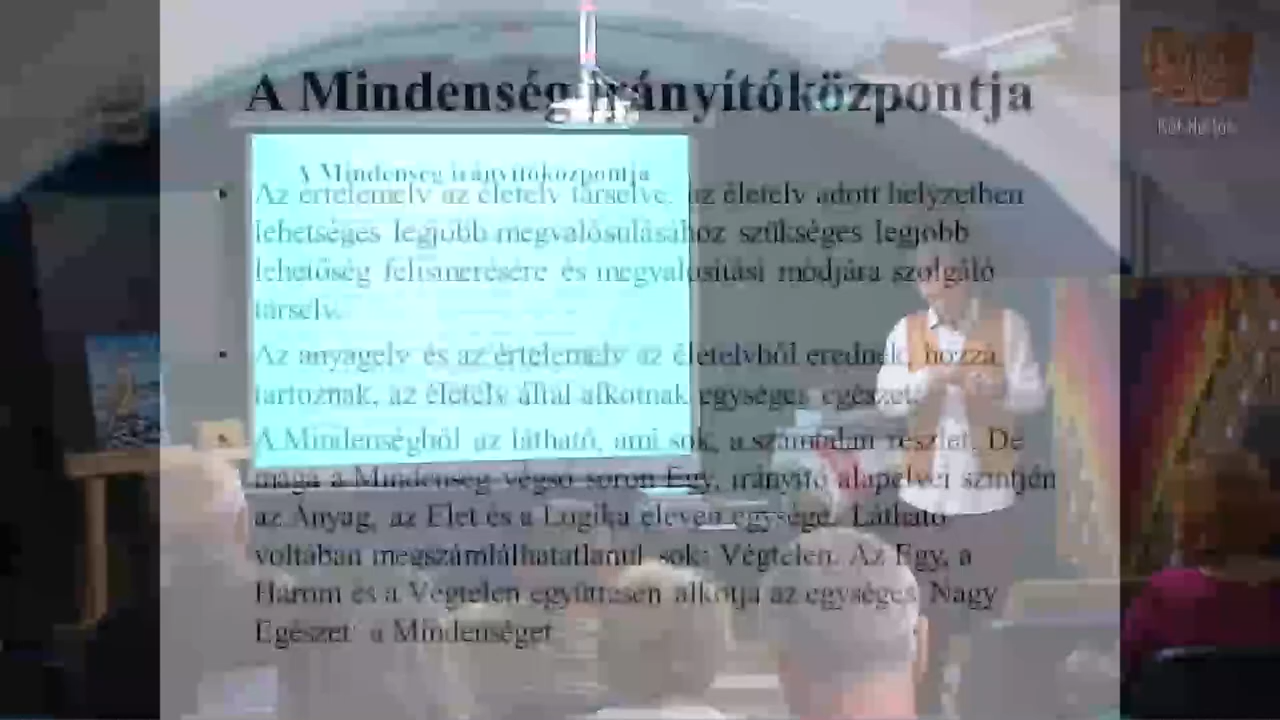 A Mindenség irányítóközpontja
A Mindenség irányítóközpontja
• Az értelemelv az életelv társelve, az életelv adott helyzetben
lehetséges legjobb megvalósulásához szükséges legjobb
lehetőség felismerésére és megvalósítási módjára szolgáló
társelv.
• Az anyagelv és az értelemelv az életelvből erednek, hozzá
tartoznak, az életelv által alkotnak egységes egészet.
• A Mindenségből az látható, ami sok, a számodan részlet. De
maga a Mindenség végső soron Egy, irányító alapelvei szintjén
az Anyag, az Élet és a Logika eleven egysége. Látható
voltában megszámlálhatatlanul sok: Végtelen. Az Egy, a
Három és a Végtelen együttesen alkotja az egységes Nagy
Egészet a Mindenséget